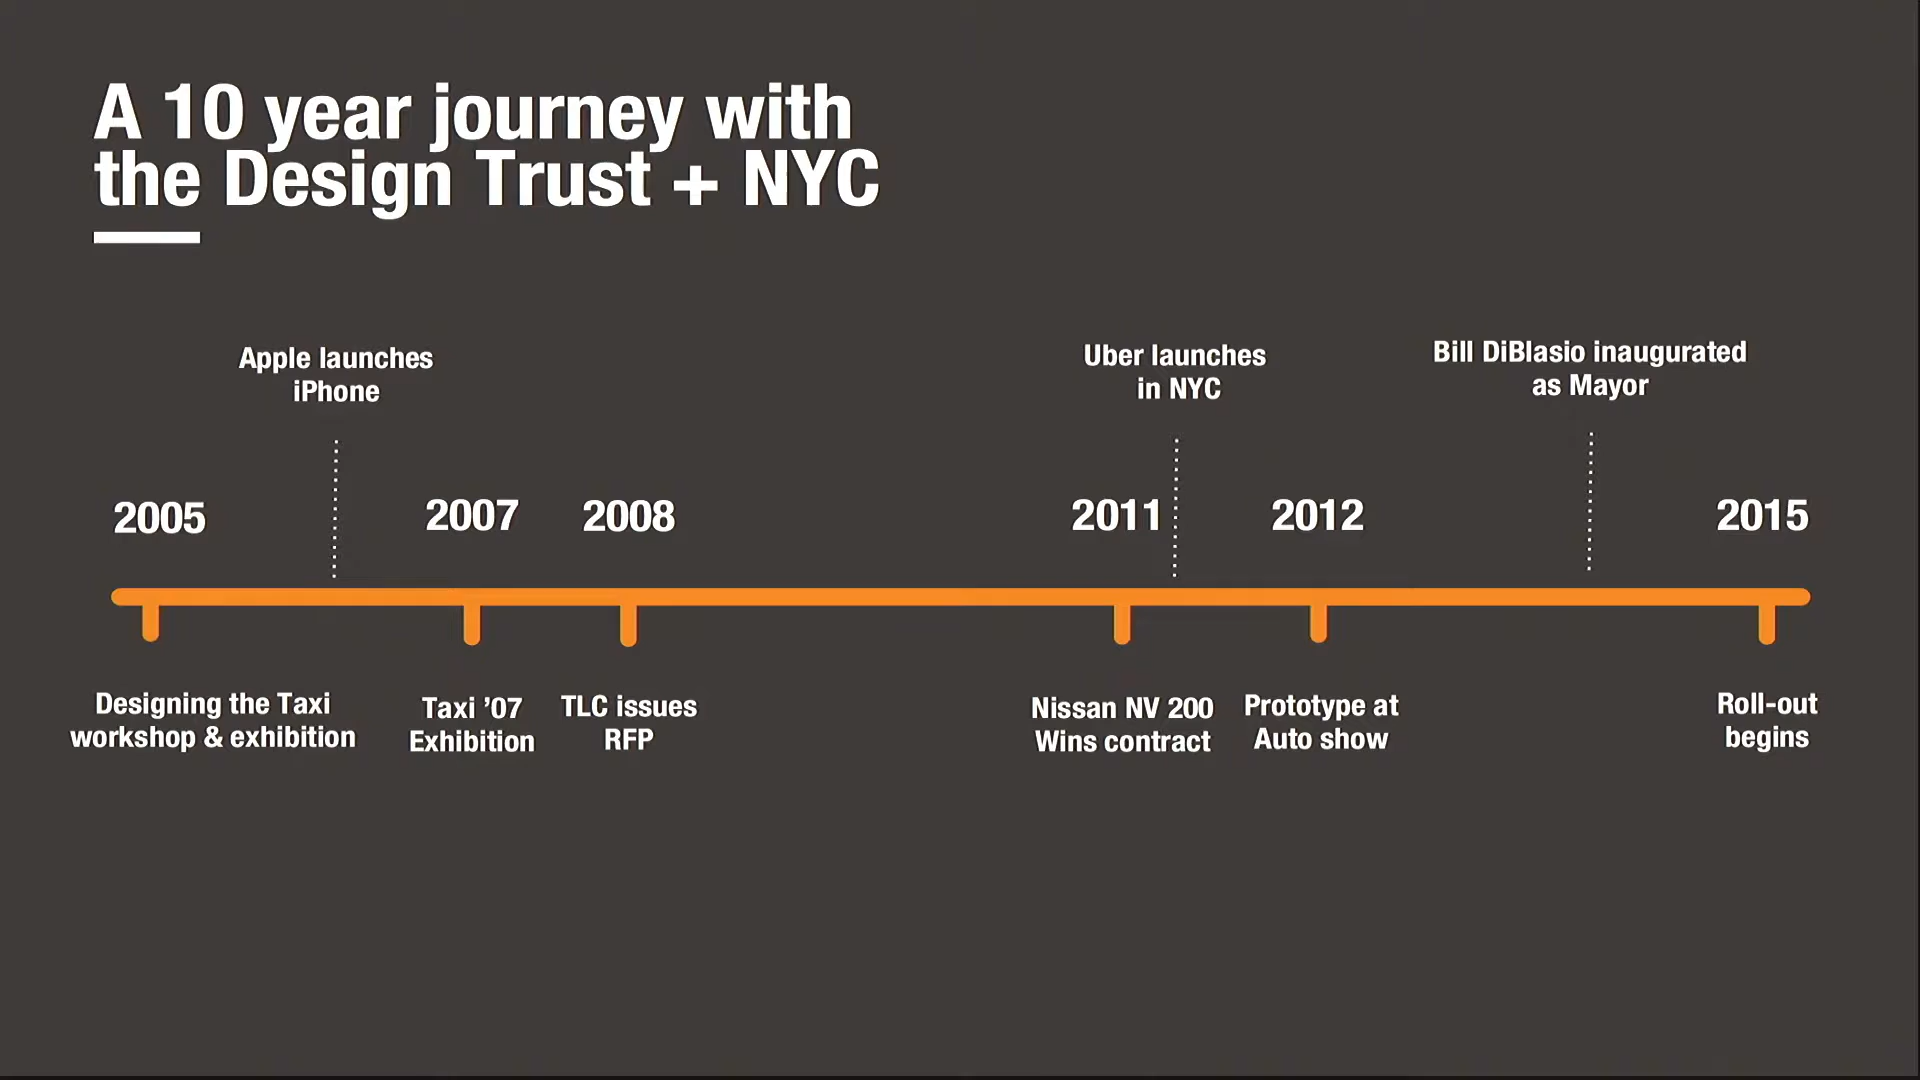 A 10 year journey with
the Design Trust + NYC
Apple launches
iPhone
Uber launches
in NYC
Bill DiBlasio inaugurated
as Mayor
2005
2007
2008
2011
2012
2015
Designing the Taxi
workshop & exhibition
Taxi ’07
Exhibition
TLC issues
RFP
Nissan NV 200
Wins contract
Prototype at
Auto show
Roll-out
begins